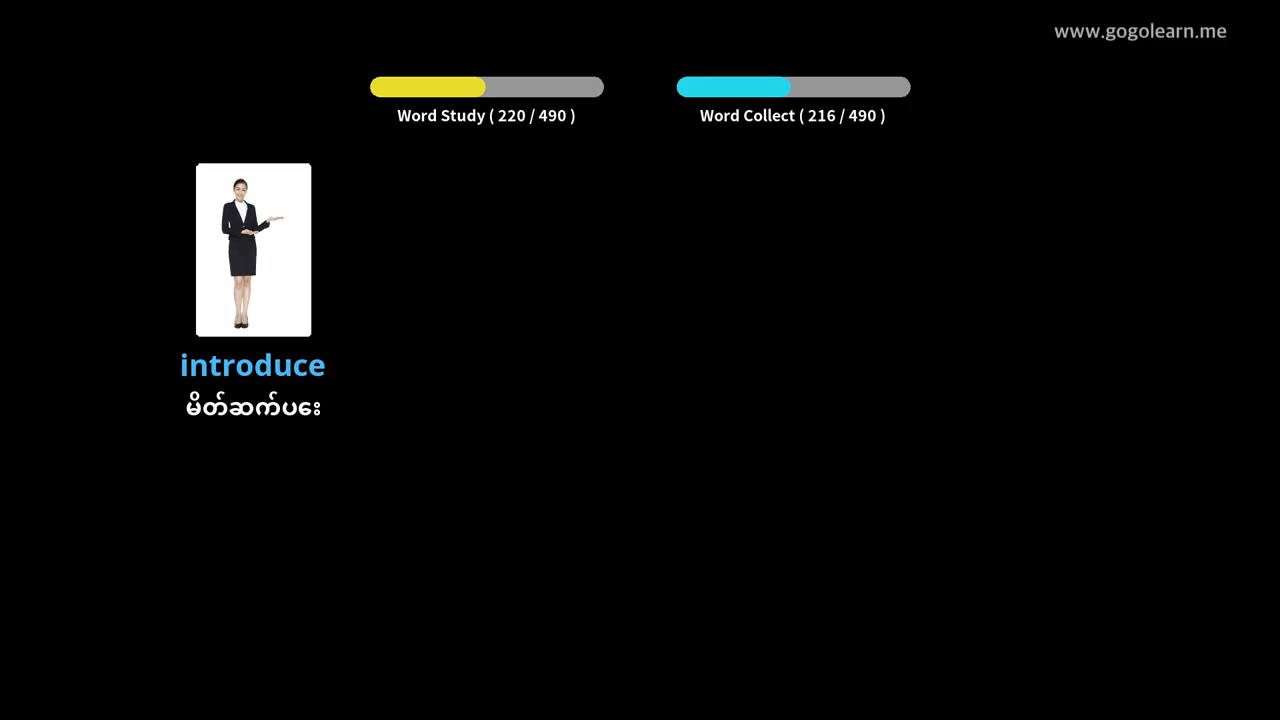 www.gogolearn.me
Word Study ( 220 / 490 )
Word Collect ( 216 / 490 )
introduce
မိတ်ဆက်ပေး